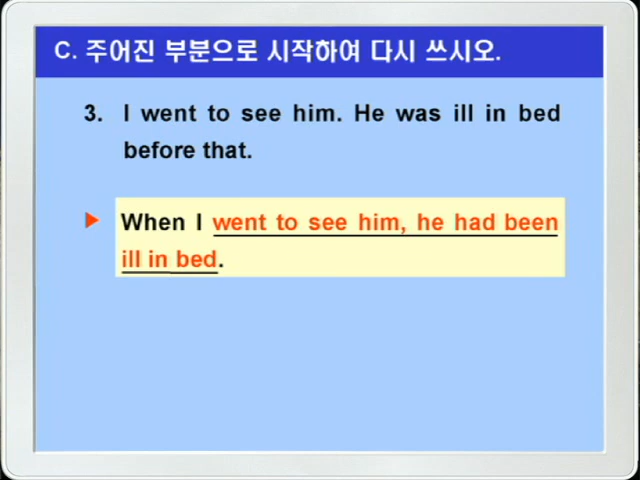 C. 주어진 부분으로 시작하여 다시 쓰시오.
3. I went to see him. He was ill in bed
before that.
When I went to see him, he had been
ill in bed.